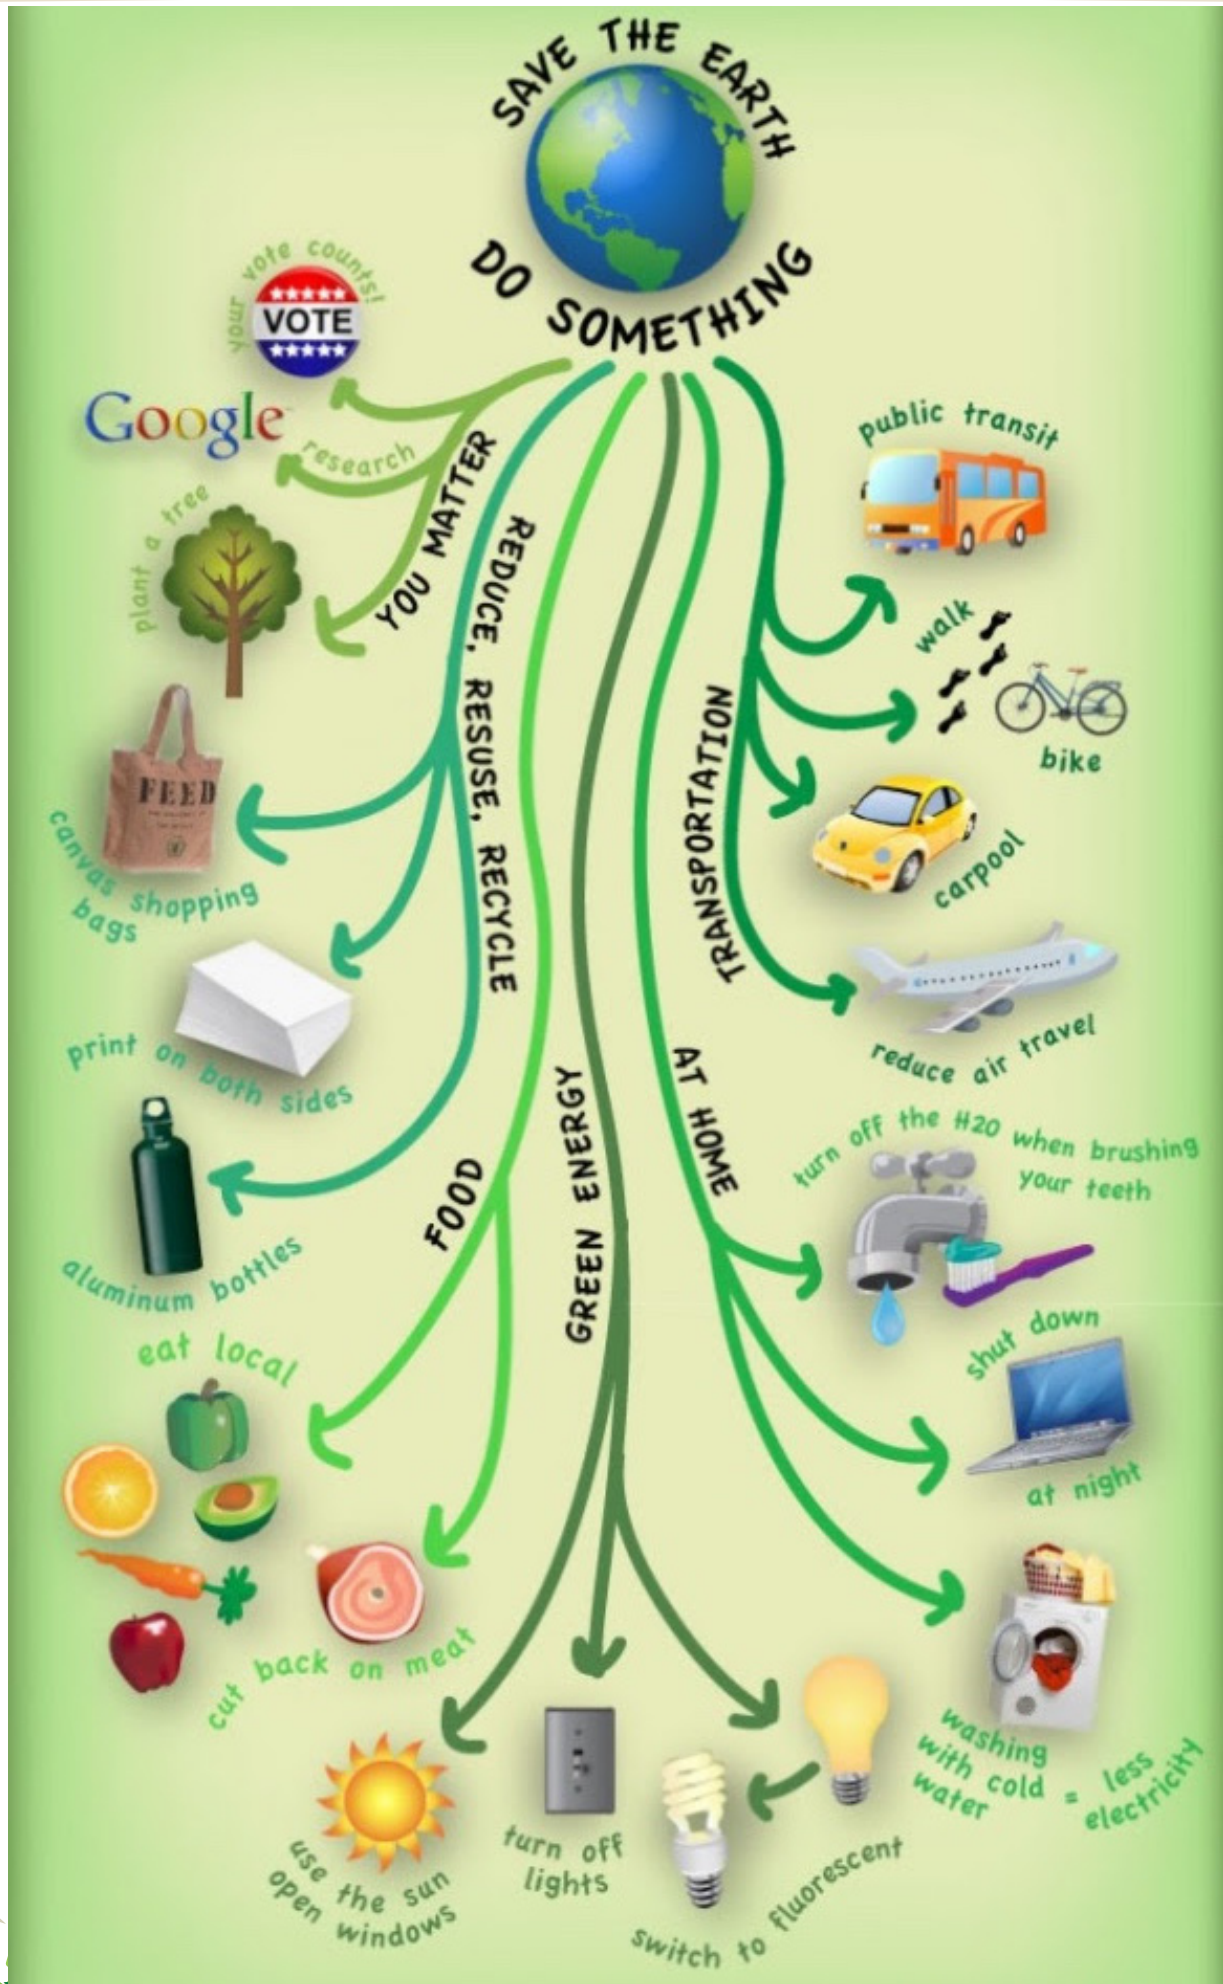 SAVE THE EARTH
DO SOMETHING
your vote counts!
VOTE
Google
research
plant a tree
YOU MATTER
REDUCE, RESUSE, RECYCLE
FEED
canvas shopping
bags
print on both sides
aluminum bottles
FOOD
eat local
cut back on meat
GREEN ENERGY
use the sun
open windows
turn off
lights
switch to fluorescent
AT HOME
turn off the H20 when brushing
your teeth
shut down
at night
washing
with cold
water
= less
electricity
TRANSPORTATION
public transit
walk
bike
carpool
reduce air travel